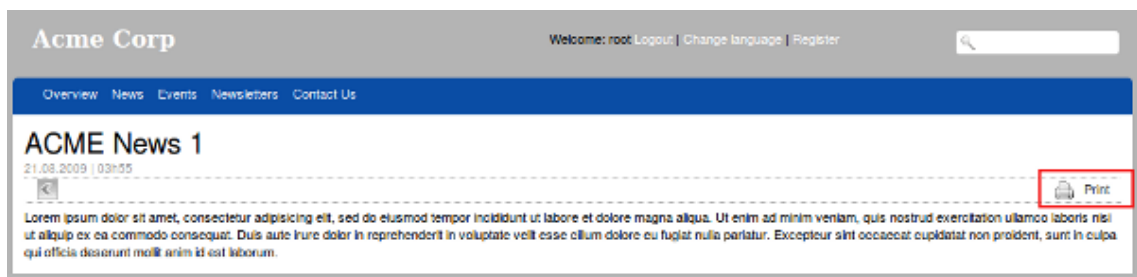 Acme Corp
Welcome: root Logout | Change language | Register
Overview News Events Newsletters Contact Us
ACME News 1
21.08.2009 | 03h55
Print
Lorem ipsum dolor sit amet, consectetur adipisicing elit, sed do eiusmod tempor incididunt ut labore et dolore magna aliqua. Ut enim ad minim veniam, quis nostrud exercitation ullamco laboris nisi
ut aliquip ex ea commodo consequat. Duis aute irure dolor in reprehenderit in voluptate velit esse cillum dolore eu fugiat nulla pariatur. Excepteur sint occaecat cupidatat non proident, sunt in culpa
qui officia deserunt mollit anim id est laborum.